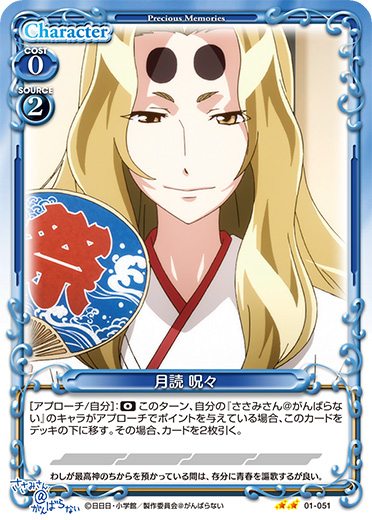 Precious Memories
Character
COST
0
SOURCE
2
祭
月読 呪々
[アプローチ/自分]:0 このターン、自分の『ささみさん@がんばらな
い』のキャラがアプローチでポイントを与えている場合、このカードを
デッキの下に移す。その場合、カードを2枚引く。
わしが最高神のちからを預かっている間は、存分に青春を謳歌するが良い。
ささみさん
@がんばらない
©日日日・小学館/製作委員会@がんばらない
★★ 01-051